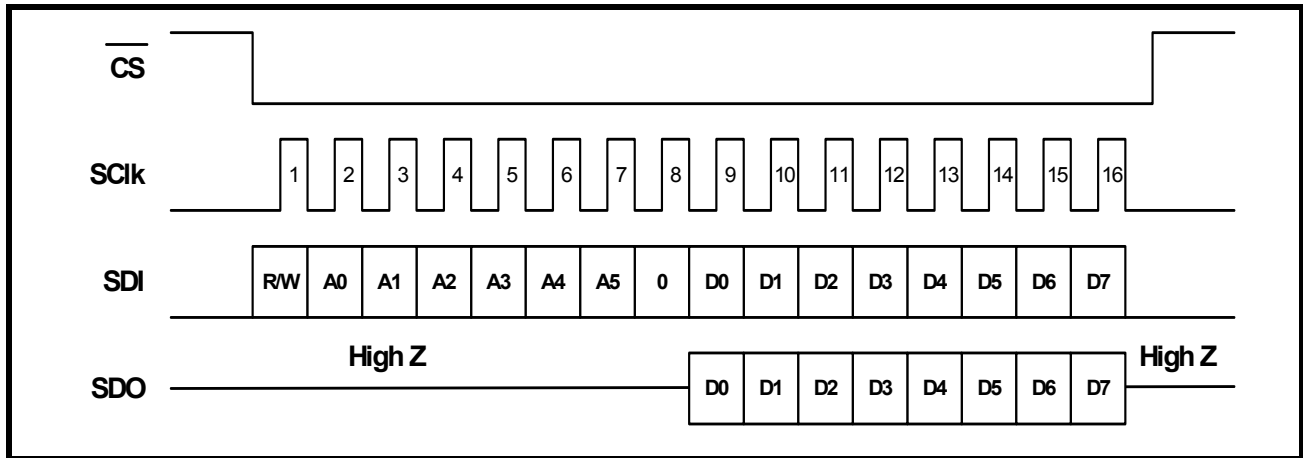 CS
SClk 1 2 3 4 5 6 7 8 9 10 11 12 13 14 15 16
SDI R/W A0 A1 A2 A3 A4 A5 0 D0 D1 D2 D3 D4 D5 D6 D7
High Z High Z
SDO D0 D1 D2 D3 D4 D5 D6 D7